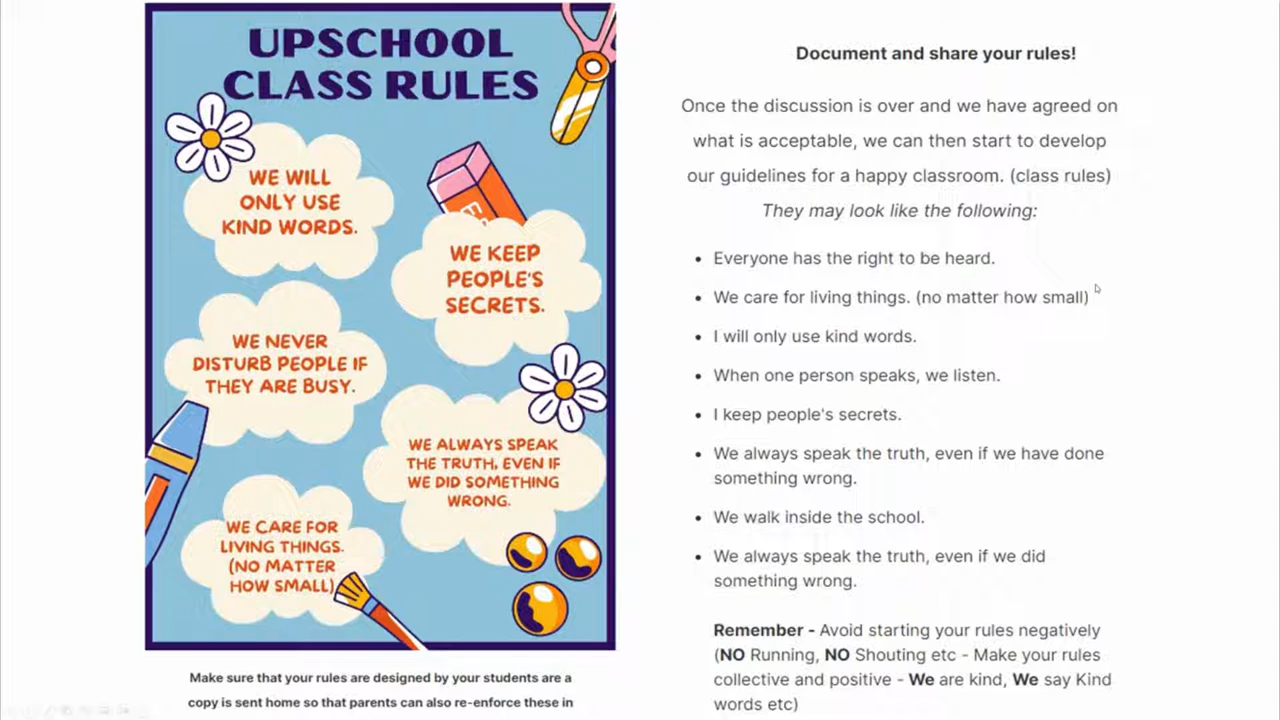 UPSCHOOL
CLASS RULES
WE WILL
ONLY USE
KIND WORDS.
WE KEEP
PEOPLE'S
SECRETS.
WE NEVER
DISTURB PEOPLE IF
THEY ARE BUSY.
WE ALWAYS SPEAK
THE TRUTH, EVEN IF
WE DID SOMETHING
WRONG.
WE CARE FOR
LIVING THINGS.
(NO MATTER
HOW SMALL)
Make sure that your rules are designed by your students are a
copy is sent home so that parents can also re-enforce these in
Document and share your rules!
Once the discussion is over and we have agreed on
what is acceptable, we can then start to develop
our guidelines for a happy classroom. (class rules)
They may look like the following:
• Everyone has the right to be heard.
• We care for living things. (no matter how small)
• I will only use kind words.
• When one person speaks, we listen.
• I keep people's secrets.
• We always speak the truth, even if we have done
something wrong.
• We walk inside the school.
• We always speak the truth, even if we did
something wrong.
Remember - Avoid starting your rules negatively
(NO Running, NO Shouting etc - Make your rules
collective and positive - We are kind, We say Kind
words etc)